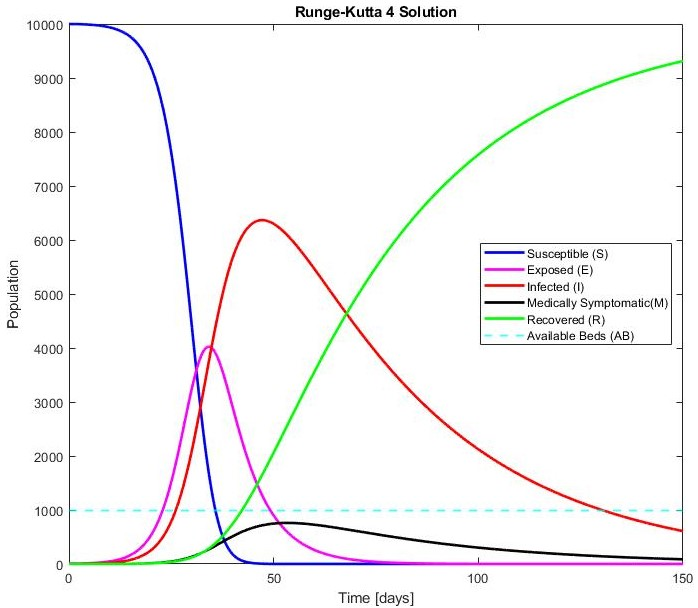 Runge-Kutta 4 Solution
10000
9000
8000
7000
6000
5000
4000
3000
2000
1000
0
Population
Susceptible (S)
Exposed (E)
Infected (I)
Medically Symptomatic(M)
Recovered (R)
Available Beds (AB)
0
50
100
150
Time [days]